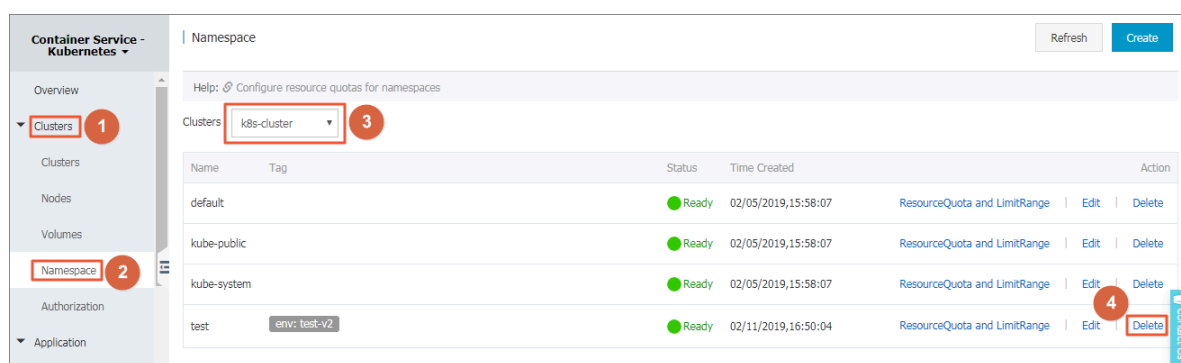 Container Service -
Kubernetes
Overview
Clusters 1
Clusters
Nodes
Volumes
Namespace 2
Authorization
Application
Namespace
Refresh Create
Help: Configure resource quotas for namespaces
Clusters k8s-cluster 3
Name Tag Status Time Created Action
default Ready 02/05/2019,15:58:07 ResourceQuota and LimitRange | Edit | Delete
kube-public Ready 02/05/2019,15:58:07 ResourceQuota and LimitRange | Edit | Delete
kube-system Ready 02/05/2019,15:58:07 ResourceQuota and LimitRange | Edit | Delete
4
test env: test-v2 Ready 02/11/2019,16:50:04 ResourceQuota and LimitRange | Edit | Delete